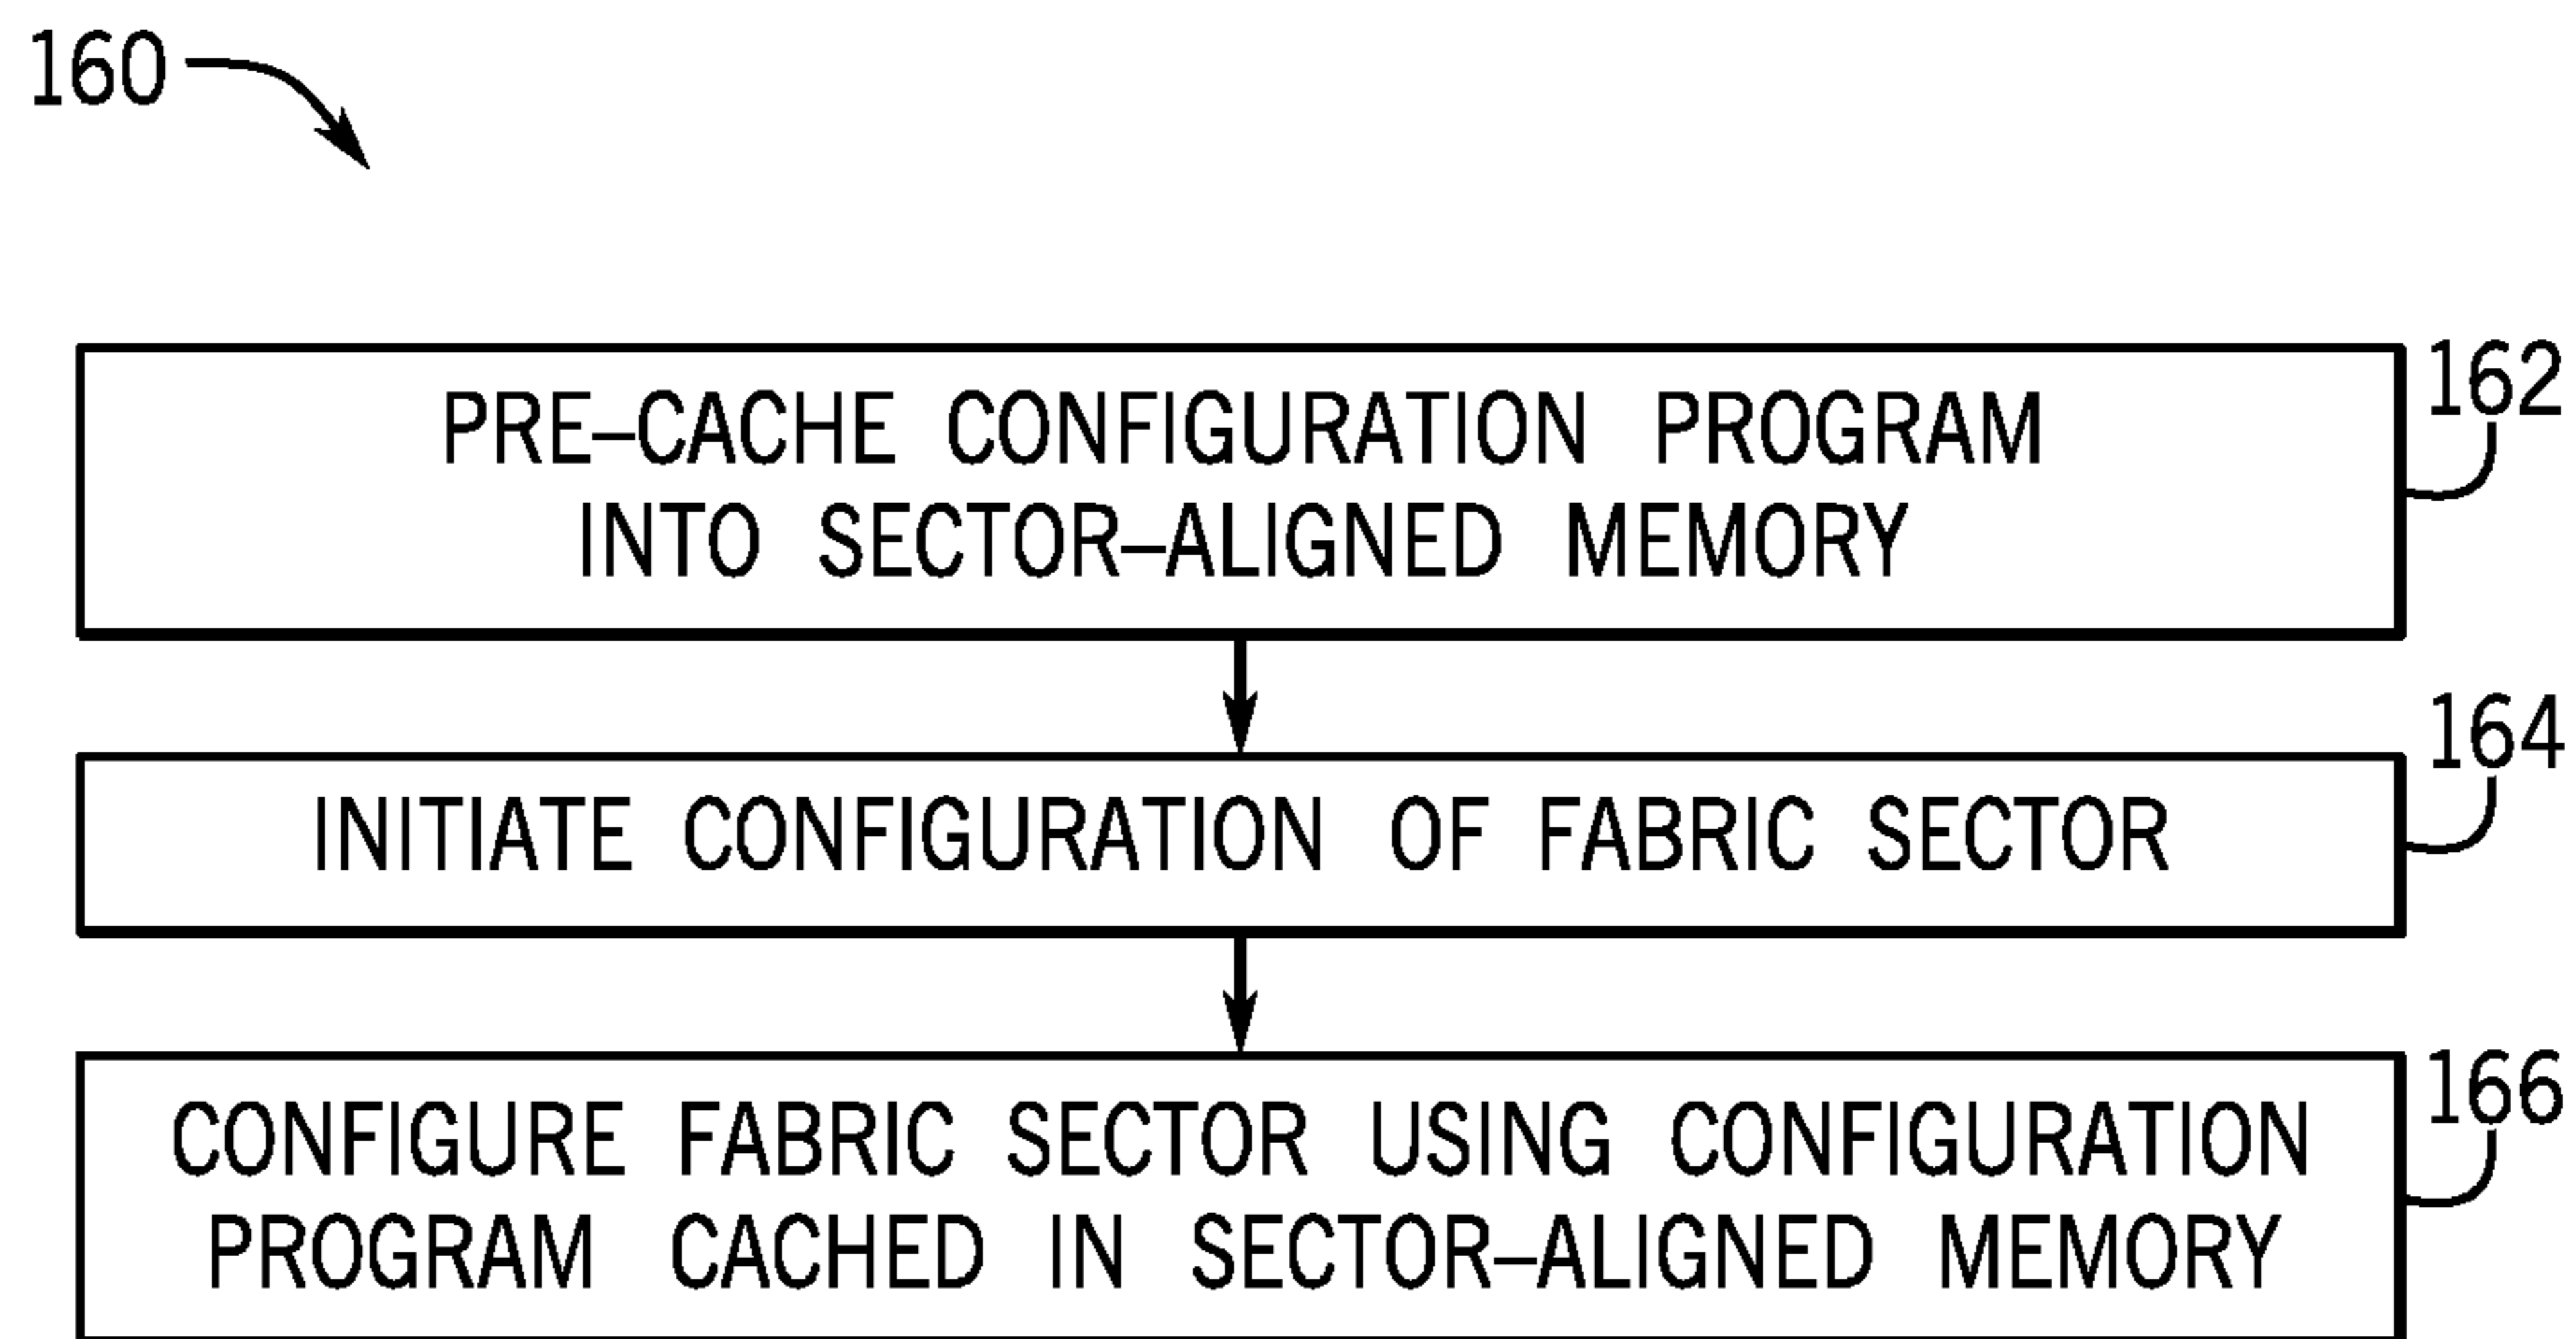 160
PRE–CACHE CONFIGURATION PROGRAM
INTO SECTOR–ALIGNED MEMORY
162
INITIATE CONFIGURATION OF FABRIC SECTOR
164
CONFIGURE FABRIC SECTOR USING CONFIGURATION
PROGRAM CACHED IN SECTOR–ALIGNED MEMORY
166